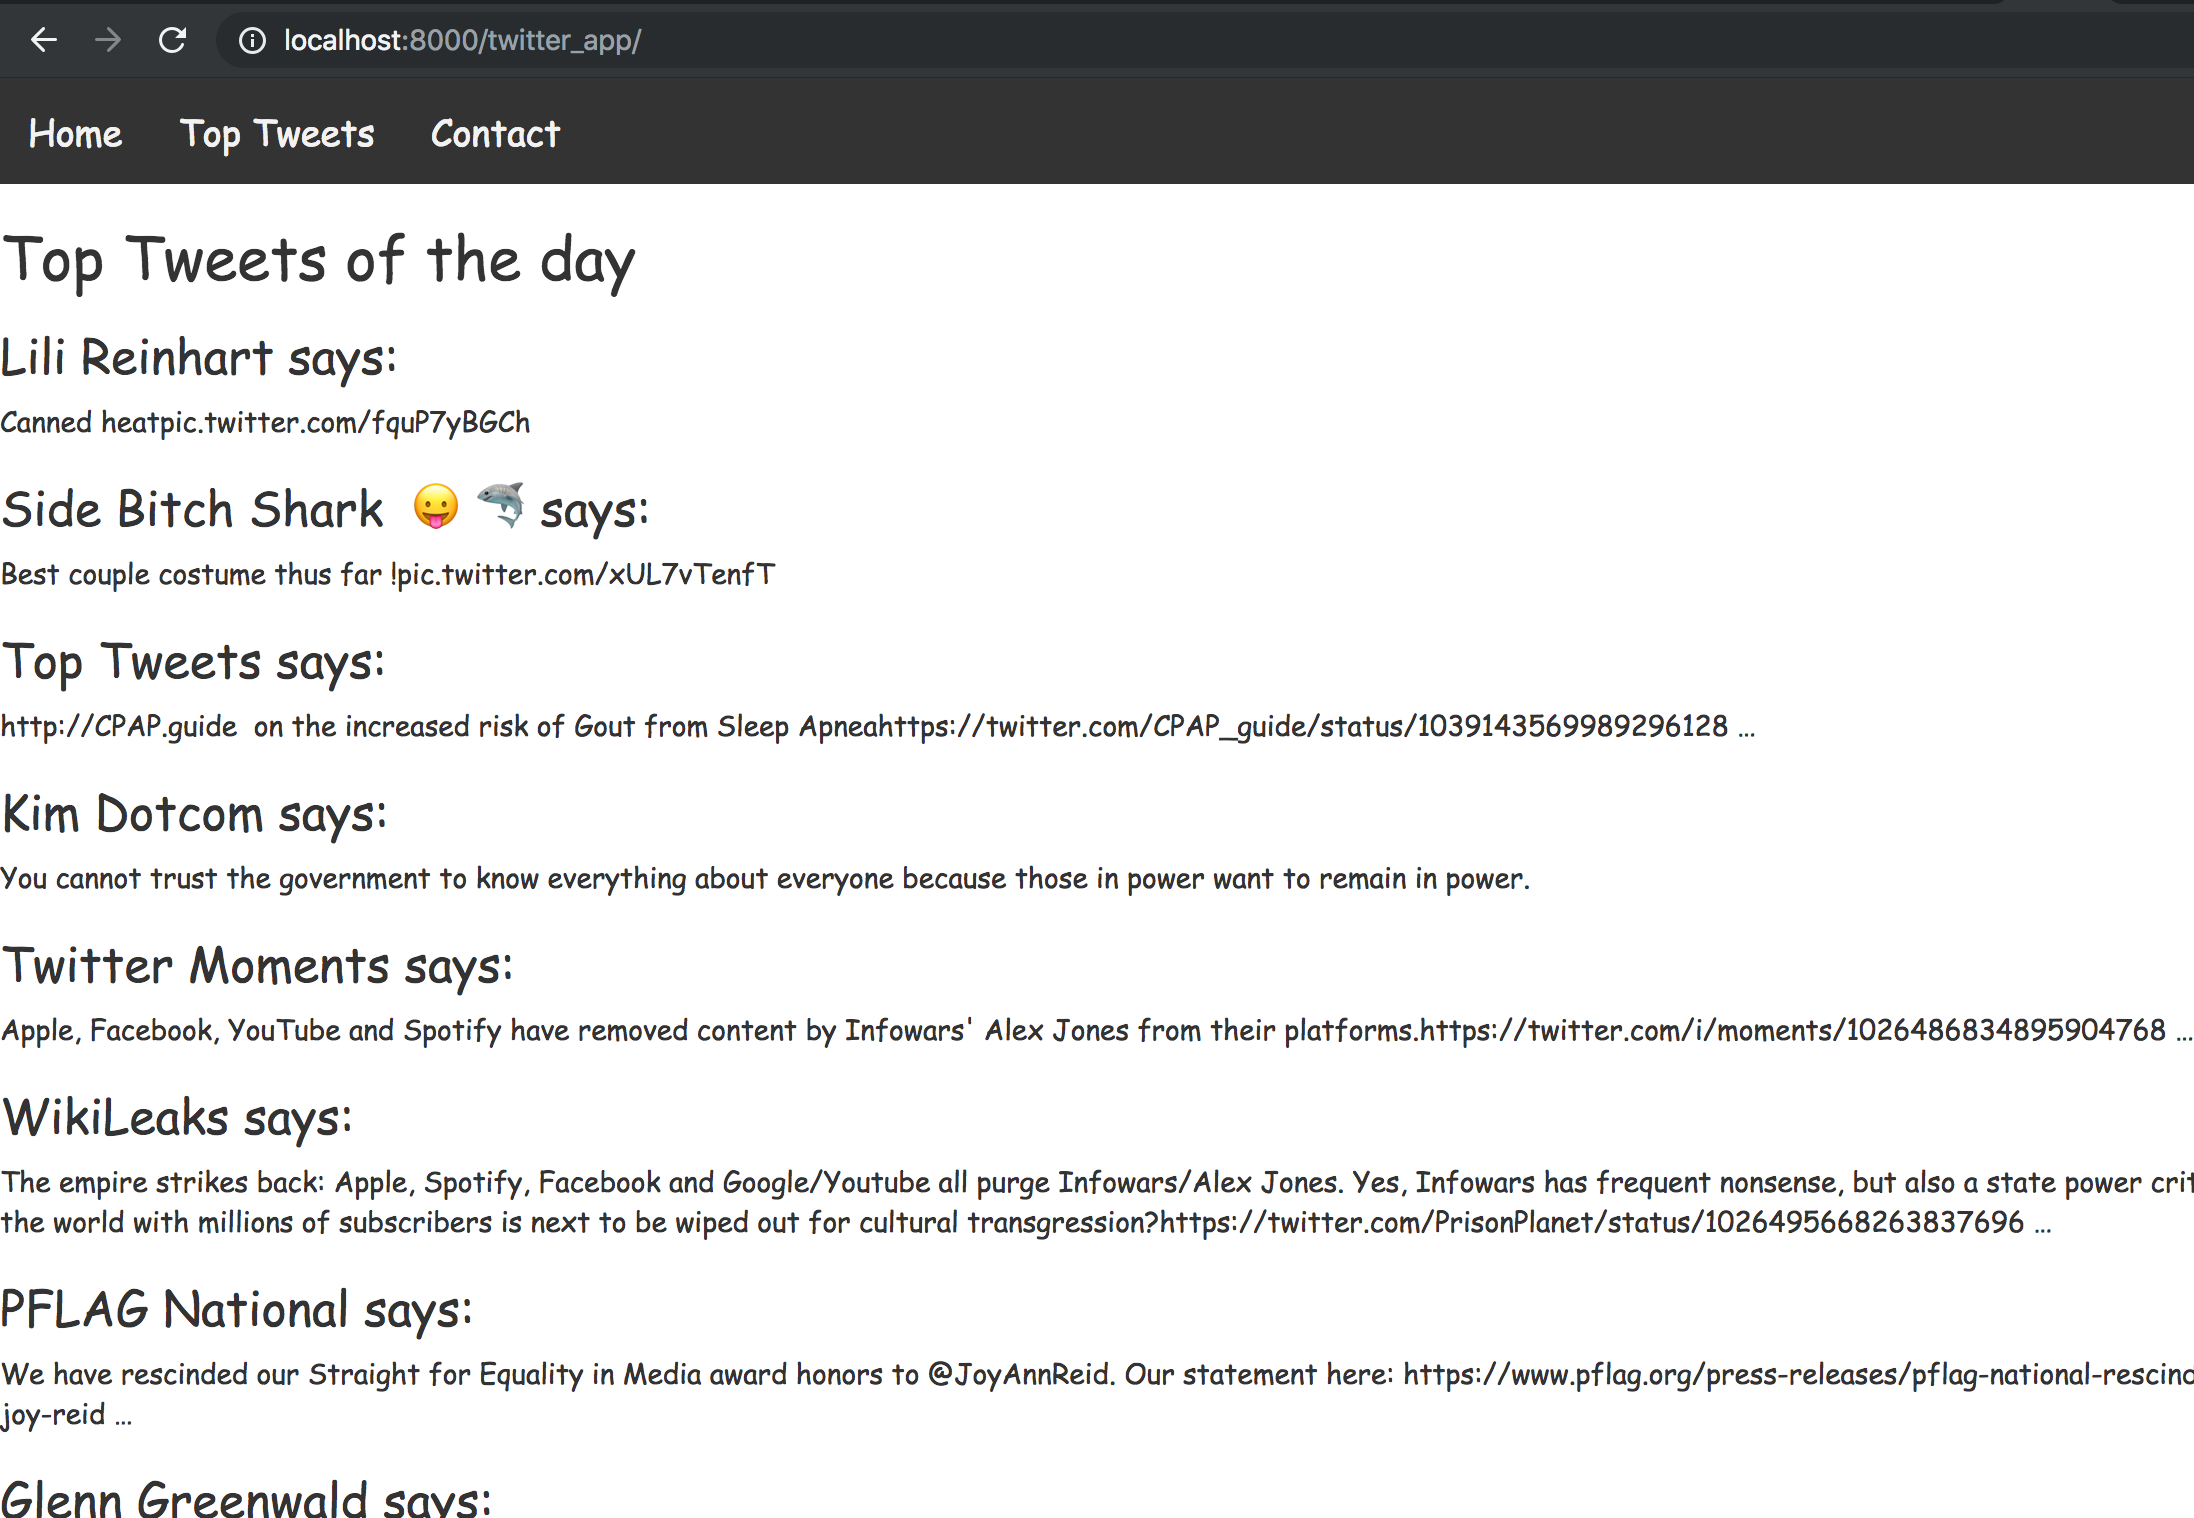 localhost:8000/twitter_app/
Home Top Tweets Contact
Top Tweets of the day
Lili Reinhart says:
Canned heatpic.twitter.com/fquP7yBGCh
Side Bitch Shark 😛 🦈 says:
Best couple costume thus far !pic.twitter.com/xUL7vTenfT
Top Tweets says:
http://CPAP.guide on the increased risk of Gout from Sleep Apneahttps://twitter.com/CPAP_guide/status/1039143569989296128 …
Kim Dotcom says:
You cannot trust the government to know everything about everyone because those in power want to remain in power.
Twitter Moments says:
Apple, Facebook, YouTube and Spotify have removed content by Infowars' Alex Jones from their platforms.https://twitter.com/i/moments/1026486834895904768 …
WikiLeaks says:
The empire strikes back: Apple, Spotify, Facebook and Google/Youtube all purge Infowars/Alex Jones. Yes, Infowars has frequent nonsense, but also a state power crit
the world with millions of subscribers is next to be wiped out for cultural transgression?https://twitter.com/PrisonPlanet/status/1026495668263837696 …
PFLAG National says:
We have rescinded our Straight for Equality in Media award honors to @JoyAnnReid. Our statement here: https://www.pflag.org/press-releases/pflag-national-rescind
joy-reid …
Glenn Greenwald says: